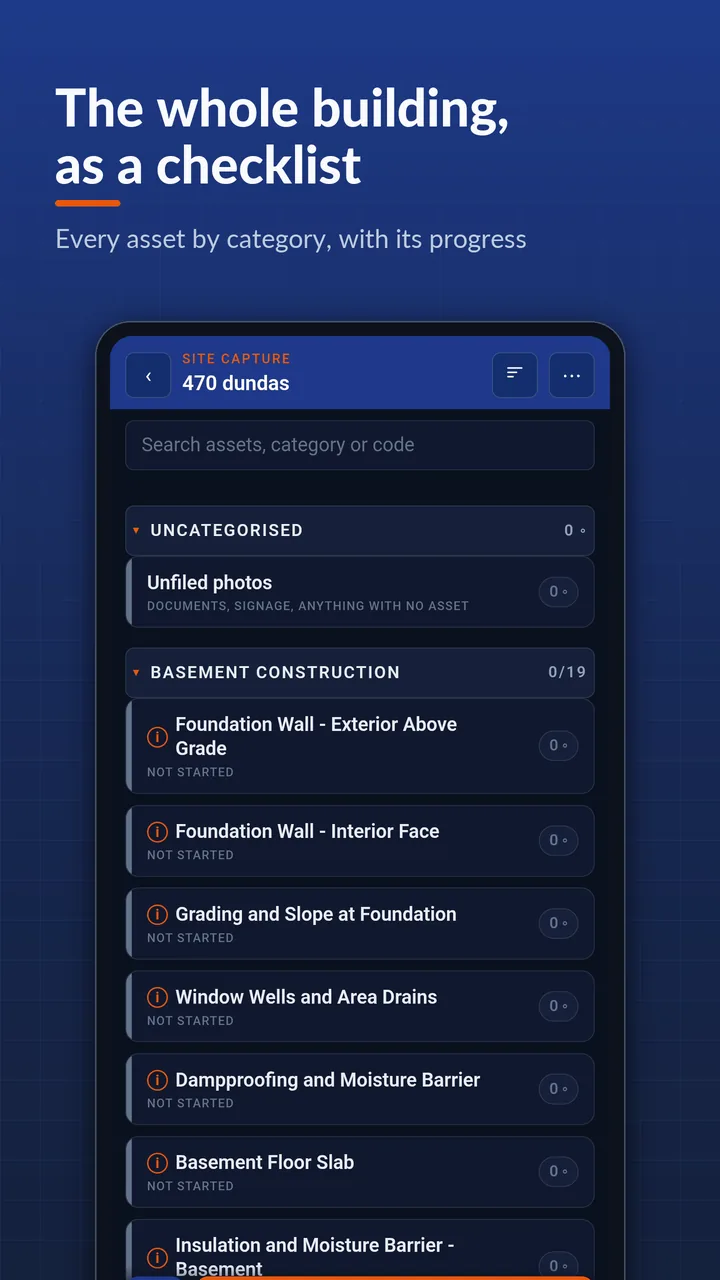 The whole building,
as a checklist
Every asset by category, with its progress
‹ SITE CAPTURE
470 dundas
Search assets, category or code
▾ UNCATEGORISED 0 ∘
Unfiled photos
DOCUMENTS, SIGNAGE, ANYTHING WITH NO ASSET
0 ∘
▾ BASEMENT CONSTRUCTION 0/19
i Foundation Wall - Exterior Above
Grade
NOT STARTED
0 ∘
i Foundation Wall - Interior Face
NOT STARTED
0 ∘
i Grading and Slope at Foundation
NOT STARTED
0 ∘
i Window Wells and Area Drains
NOT STARTED
0 ∘
i Dampproofing and Moisture Barrier
NOT STARTED
0 ∘
i Basement Floor Slab
NOT STARTED
0 ∘
i Insulation and Moisture Barrier -
Basement
0 ∘